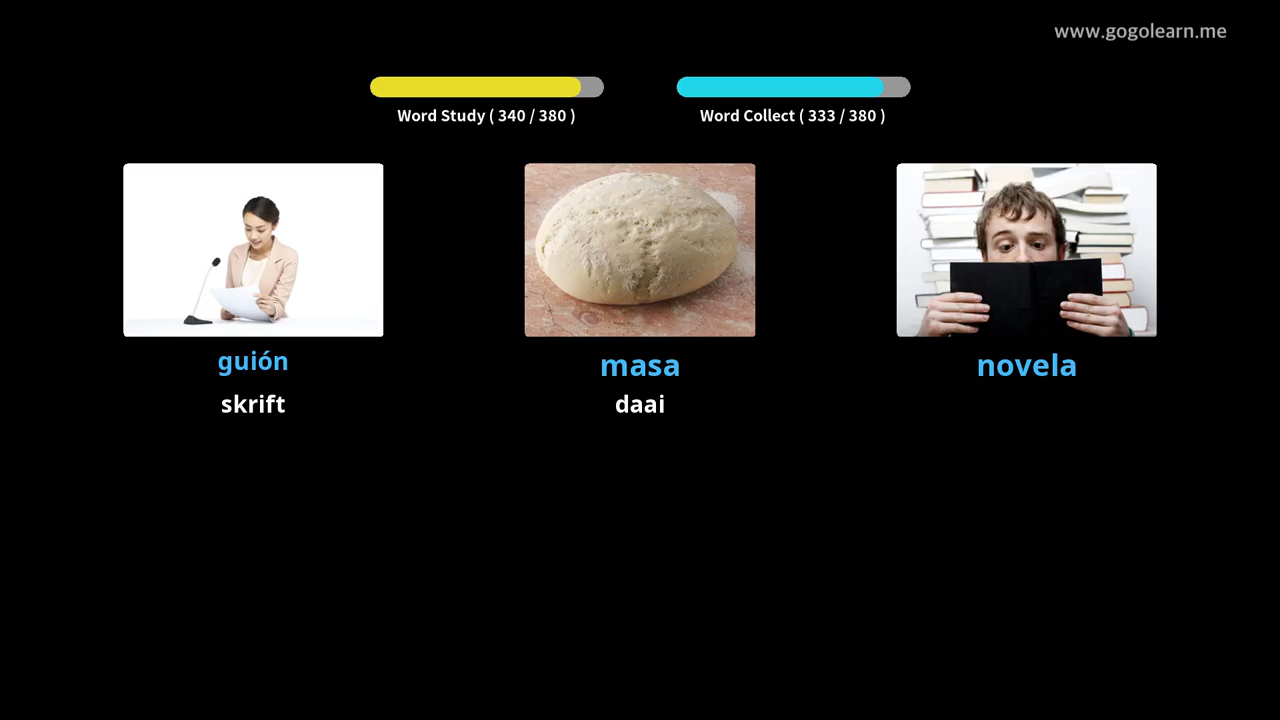 www.gogolearn.me
Word Study ( 340 / 380 )
Word Collect ( 333 / 380 )
guión
masa
novela
skrift
daai